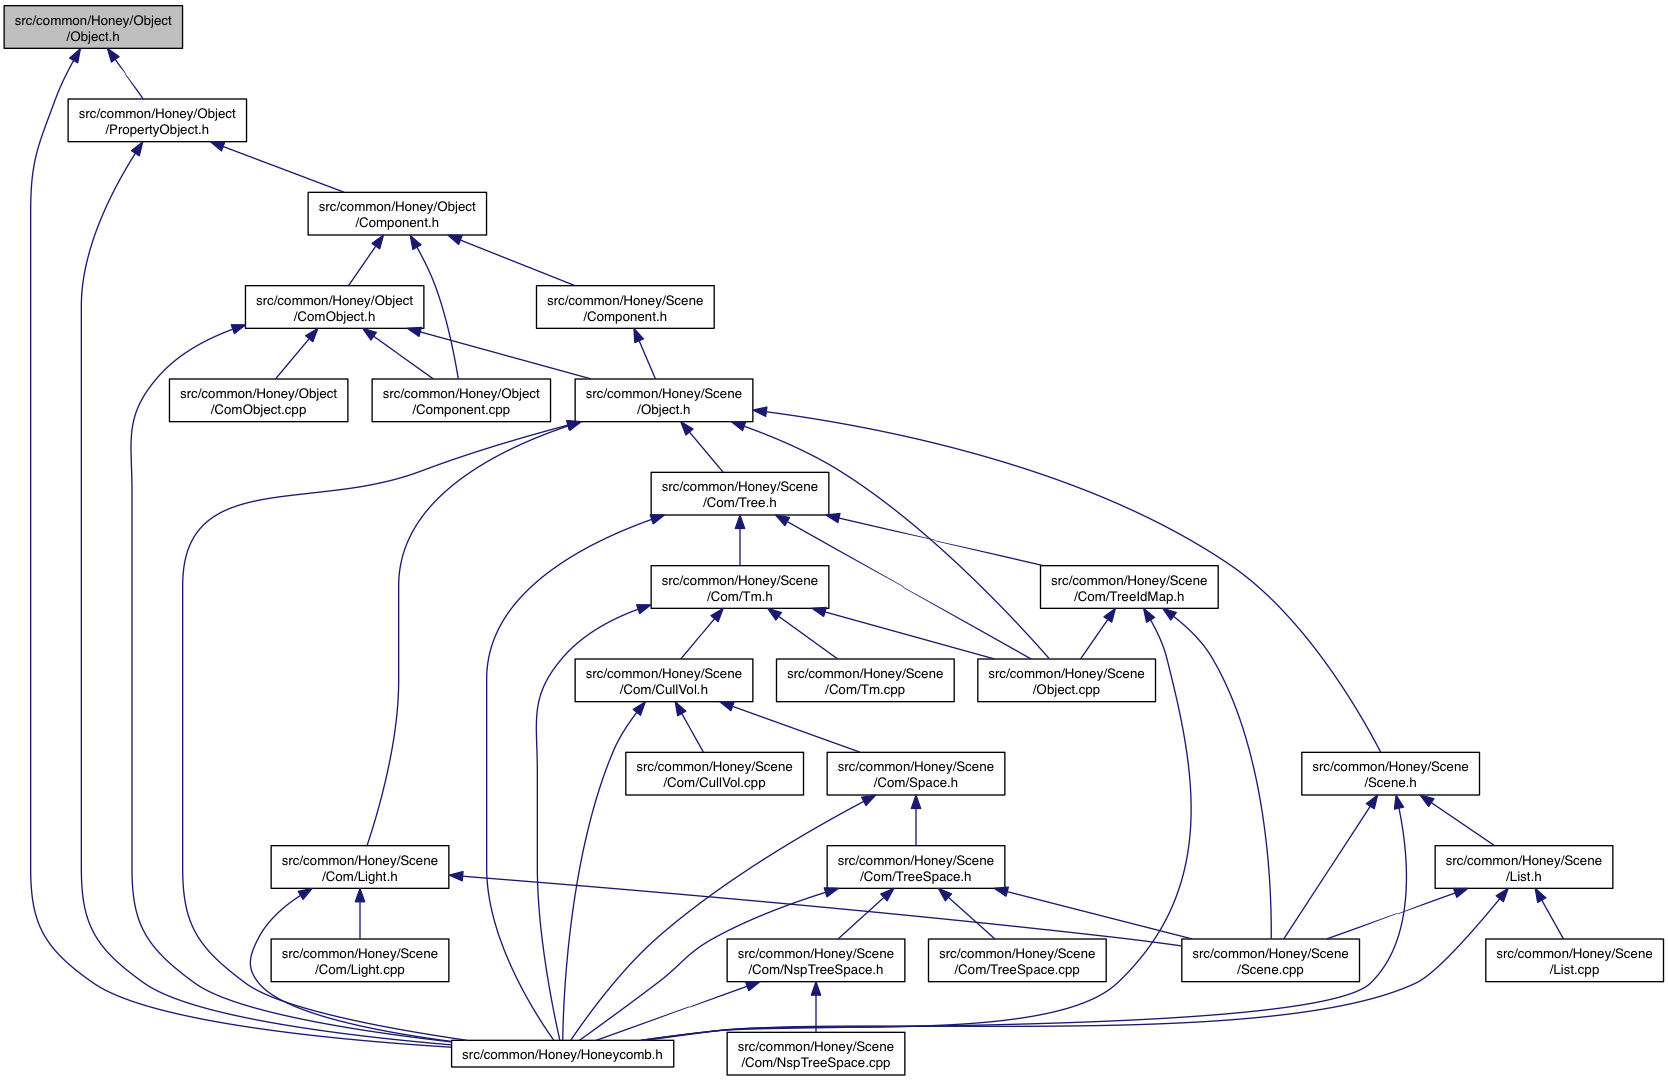 src/common/Honey/Object
/Object.h
src/common/Honey/Object
/PropertyObject.h
src/common/Honey/Object
/Component.h
src/common/Honey/Object
/ComObject.h
src/common/Honey/Scene
/Component.h
src/common/Honey/Object
/ComObject.cpp
src/common/Honey/Object
/Component.cpp
src/common/Honey/Scene
/Object.h
src/common/Honey/Scene
/Com/Tree.h
src/common/Honey/Scene
/Com/Tm.h
src/common/Honey/Scene
/Com/TreeIdMap.h
src/common/Honey/Scene
/Com/CullVol.h
src/common/Honey/Scene
/Com/Tm.cpp
src/common/Honey/Scene
/Object.cpp
src/common/Honey/Scene
/Com/CullVol.cpp
src/common/Honey/Scene
/Com/Space.h
src/common/Honey/Scene
/Scene.h
src/common/Honey/Scene
/Com/Light.h
src/common/Honey/Scene
/Com/TreeSpace.h
src/common/Honey/Scene
/List.h
src/common/Honey/Scene
/Com/Light.cpp
src/common/Honey/Scene
/Com/NspTreeSpace.h
src/common/Honey/Scene
/Com/TreeSpace.cpp
src/common/Honey/Scene
/Scene.cpp
src/common/Honey/Scene
/List.cpp
src/common/Honey/Honeycomb.h
src/common/Honey/Scene
/Com/NspTreeSpace.cpp